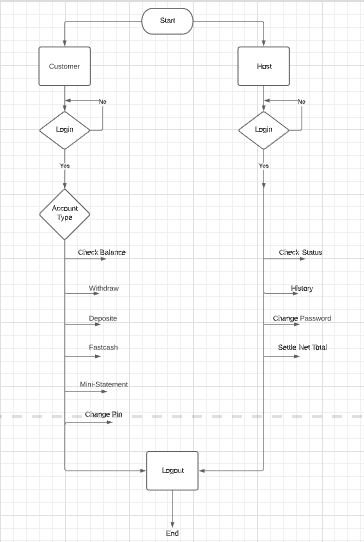 Start
Customer
Host
No
No
Login
Login
Yes
Yes
Account
Type
Check Balance
Check Status
Withdraw
History
Deposite
Change Password
Fastcash
Settle Net Total
Mini-Statement
Change Pin
Logout
End